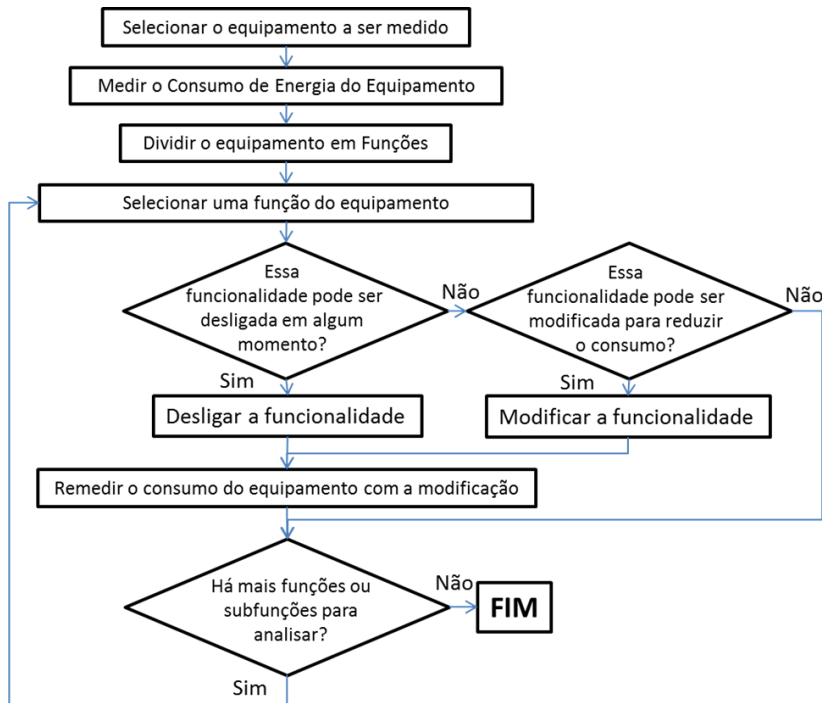 Selecionar o equipamento a ser medido
Medir o Consumo de Energia do Equipamento
Dividir o equipamento em Funções
Selecionar uma função do equipamento
Essa
funcionalidade pode ser
desligada em algum
momento?
Não
Essa
funcionalidade pode ser
modificada para reduzir
o consumo?
Não
Sim
Sim
Desligar a funcionalidade
Modificar a funcionalidade
Remedir o consumo do equipamento com a modificação
Há mais funções ou
subfunções para
analisar?
Não
FIM
Sim